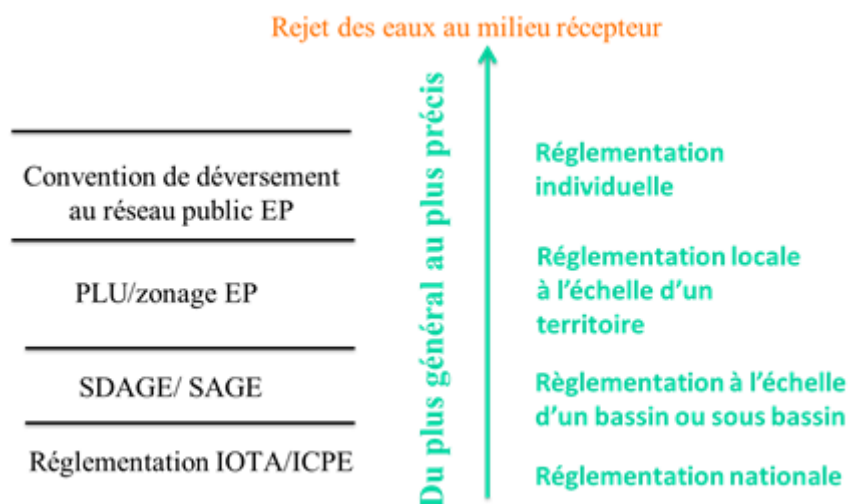 Rejet des eaux au milieu récepteur
Convention de déversement
au réseau public EP
PLU/zonage EP
SDAGE/ SAGE
Réglementation IOTA/ICPE
Du plus général au plus précis
Réglementation
individuelle
Réglementation locale
à l’échelle d’un
territoire
Règlementation à l’échelle
d’un bassin ou sous bassin
Réglementation nationale